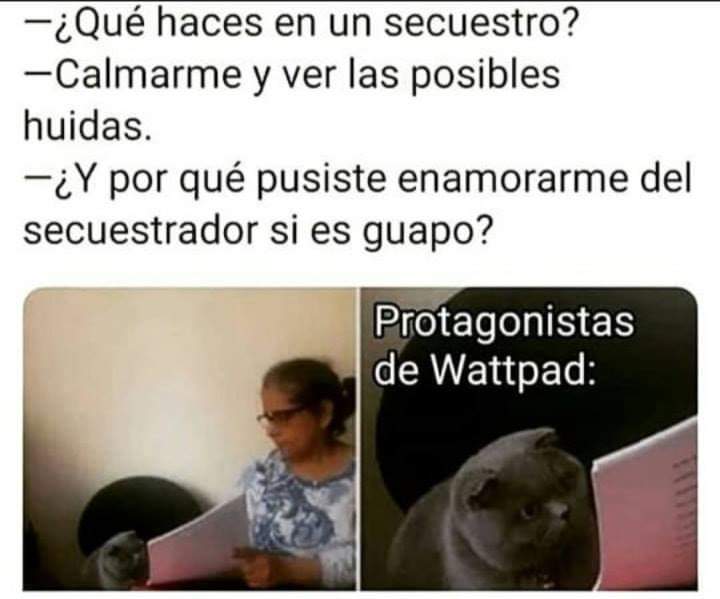 —¿Qué haces en un secuestro?
—Calmarme y ver las posibles
huidas.
—¿Y por qué pusiste enamorarme del
secuestrador si es guapo?
Protagonistas
de Wattpad: